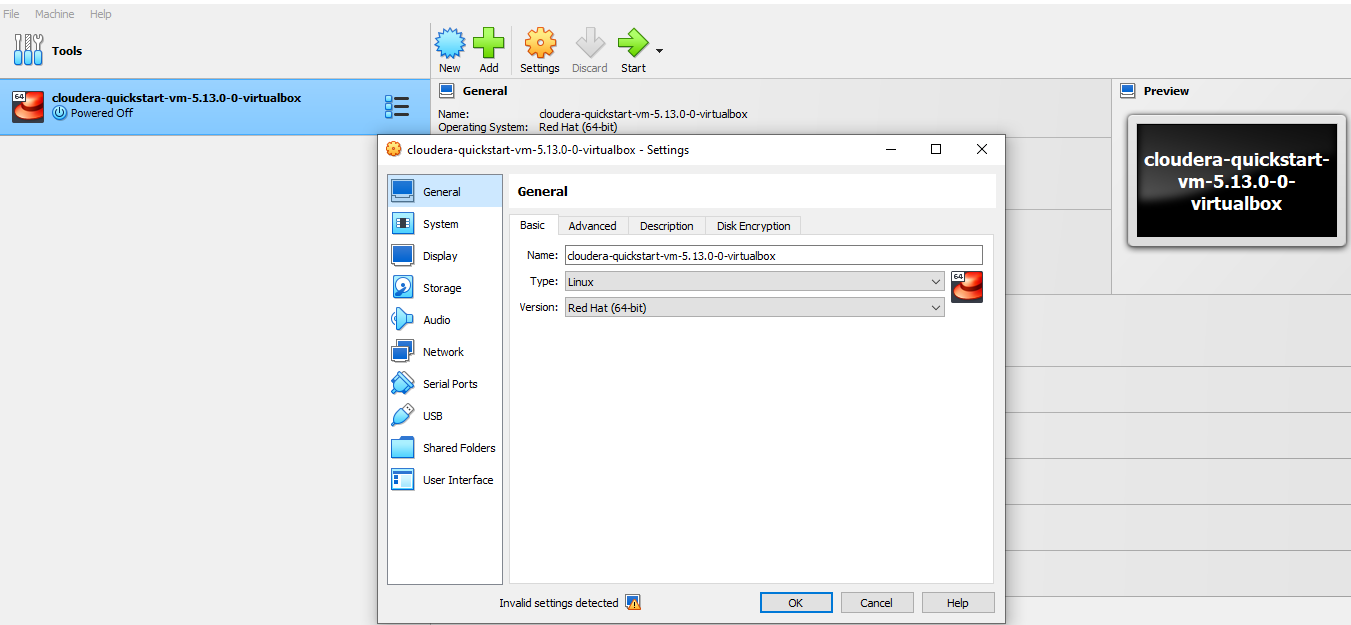 File Machine Help
Tools
New Add Settings Discard Start
64
cloudera-quickstart-vm-5.13.0-0-virtualbox
Powered Off
General
Name: cloudera-quickstart-vm-5.13.0-0-virtualbox
Operating System: Red Hat (64-bit)
Preview
cloudera-quickstart-
vm-5.13.0-0-
virtualbox
cloudera-quickstart-vm-5.13.0-0-virtualbox - Settings
General
System
Display
Storage
Audio
Network
Serial Ports
USB
Shared Folders
User Interface
General
Basic Advanced Description Disk Encryption
Name: cloudera-quickstart-vm-5.13.0-0-virtualbox
Type: Linux
64
Version: Red Hat (64-bit)
Invalid settings detected
OK Cancel Help